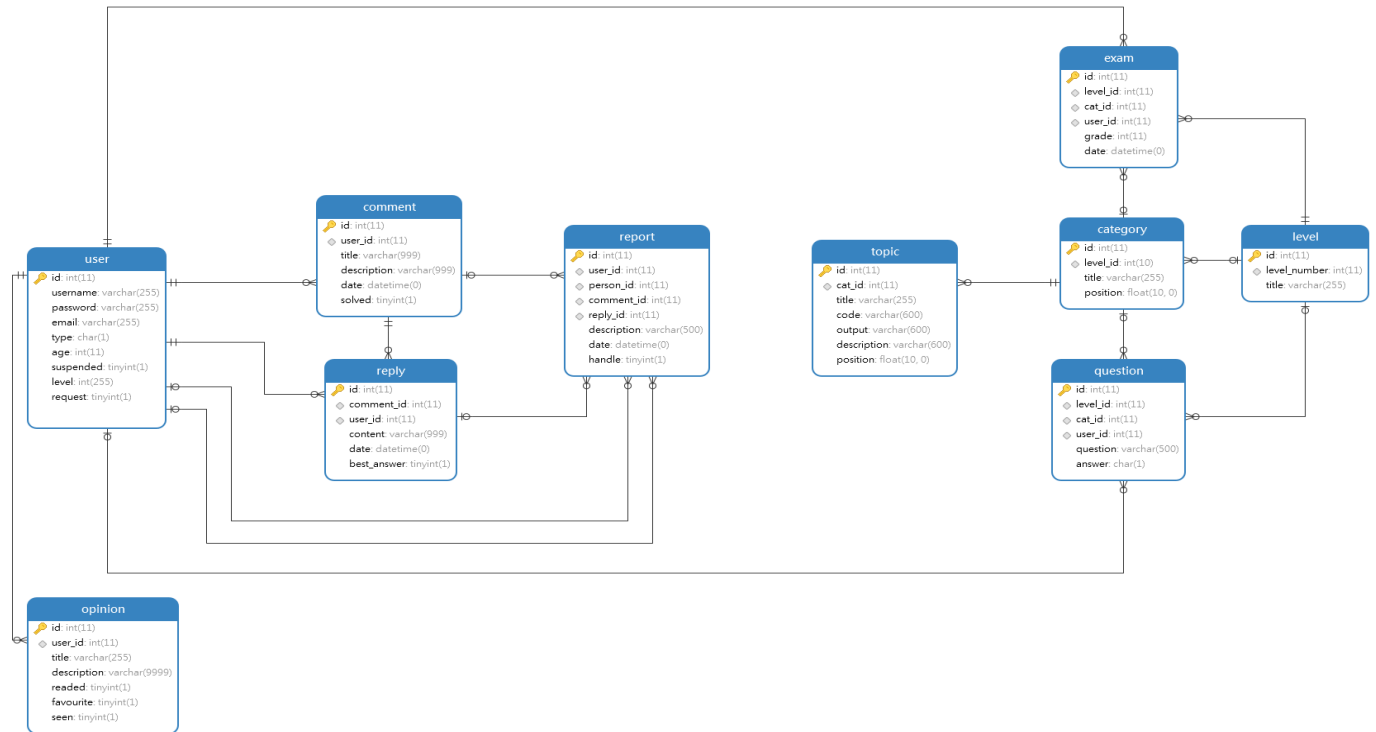 exam
id: int(11)
level_id: int(11)
cat_id: int(11)
user_id: int(11)
grade: int(11)
date: datetime(0)
comment
id: int(11)
user_id: int(11)
title: varchar(999)
description: varchar(999)
date: datetime(0)
solved: tinyint(1)
report
id: int(11)
user_id: int(11)
person_id: int(11)
comment_id: int(11)
reply_id: int(11)
description: varchar(500)
date: datetime(0)
handle: tinyint(1)
category
id: int(11)
level_id: int(10)
title: varchar(255)
position: float(10, 0)
level
id: int(11)
level_number: int(11)
title: varchar(255)
topic
id: int(11)
cat_id: int(11)
title: varchar(255)
code: varchar(600)
output: varchar(600)
description: varchar(600)
position: float(10, 0)
user
id: int(11)
username: varchar(255)
password: varchar(255)
email: varchar(255)
type: char(1)
age: int(11)
suspended: tinyint(1)
level: int(255)
request: tinyint(1)
reply
id: int(11)
comment_id: int(11)
user_id: int(11)
content: varchar(999)
date: datetime(0)
best_answer: tinyint(1)
question
id: int(11)
level_id: int(11)
cat_id: int(11)
user_id: int(11)
question: varchar(500)
answer: char(1)
opinion
id: int(11)
user_id: int(11)
title: varchar(255)
description: varchar(9999)
readed: tinyint(1)
favourite: tinyint(1)
seen: tinyint(1)